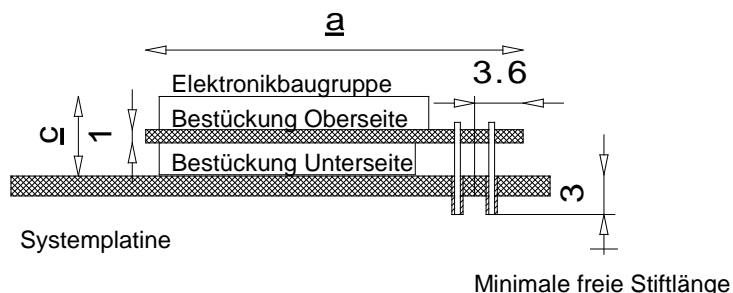 a
3.6
Elektronikbaugruppe
Bestückung Oberseite
c
1
Bestückung Unterseite
3
Systemplatine
Minimale freie Stiftlänge